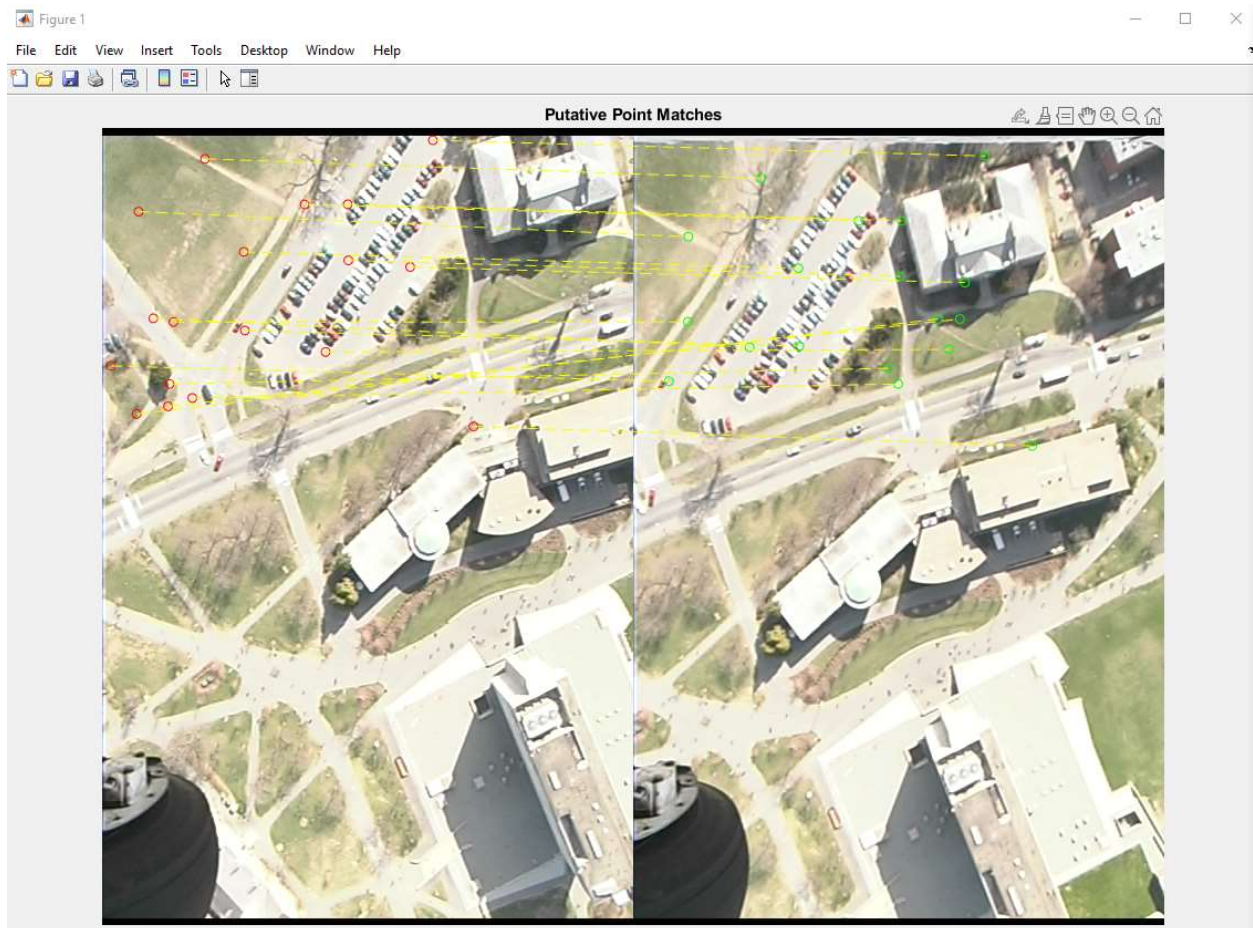 Figure 1
File Edit View Insert Tools Desktop Window Help
Putative Point Matches